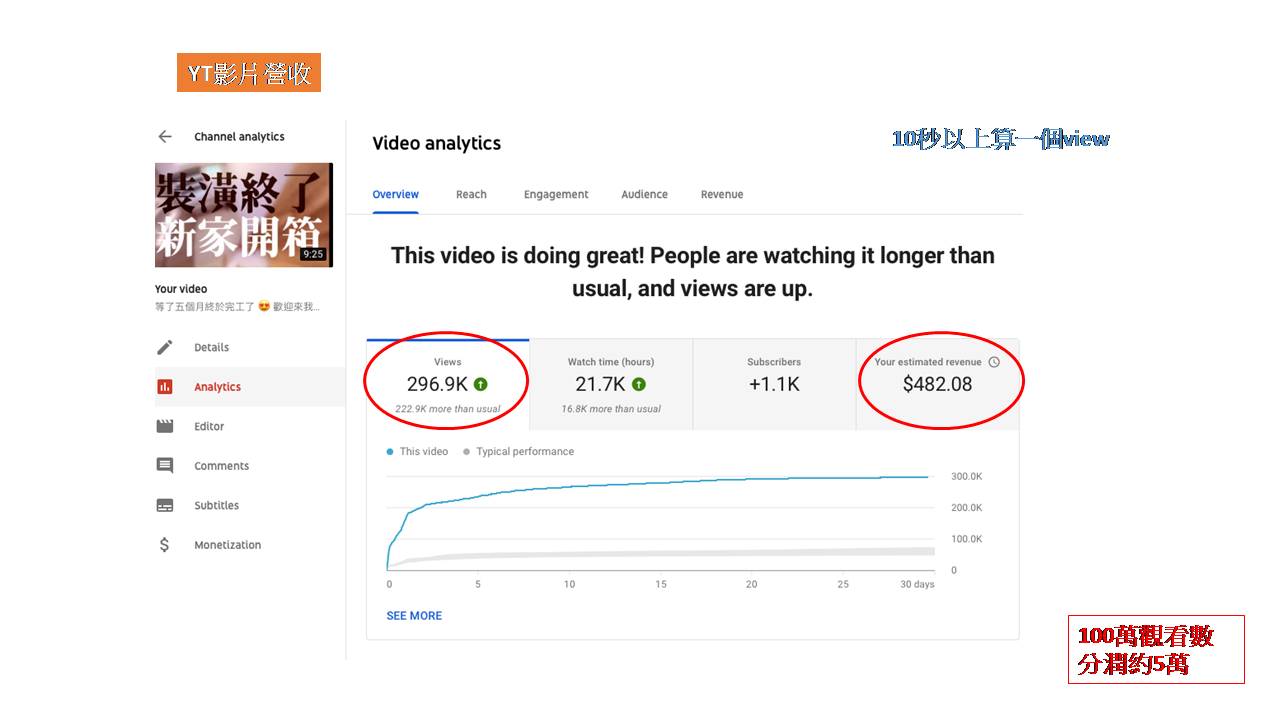 YT影片營收
10秒以上算一個view
Channel analytics
裝潢終了
新家開箱
9:25
Your video
等了五個月終於完工了 😍 歡迎來我...
Details
Analytics
Editor
Comments
Subtitles
Monetization
Video analytics
Overview Reach Engagement Audience Revenue
This video is doing great! People are watching it longer than
usual, and views are up.
Views
296.9K
222.9K more than usual
Watch time (hours)
21.7K
16.8K more than usual
Subscribers
+1.1K
Your estimated revenue
$482.08
This video Typical performance
300.0K
200.0K
100.0K
0
0 5 10 15 20 25 30 days
SEE MORE
100萬觀看數
分潤約5萬